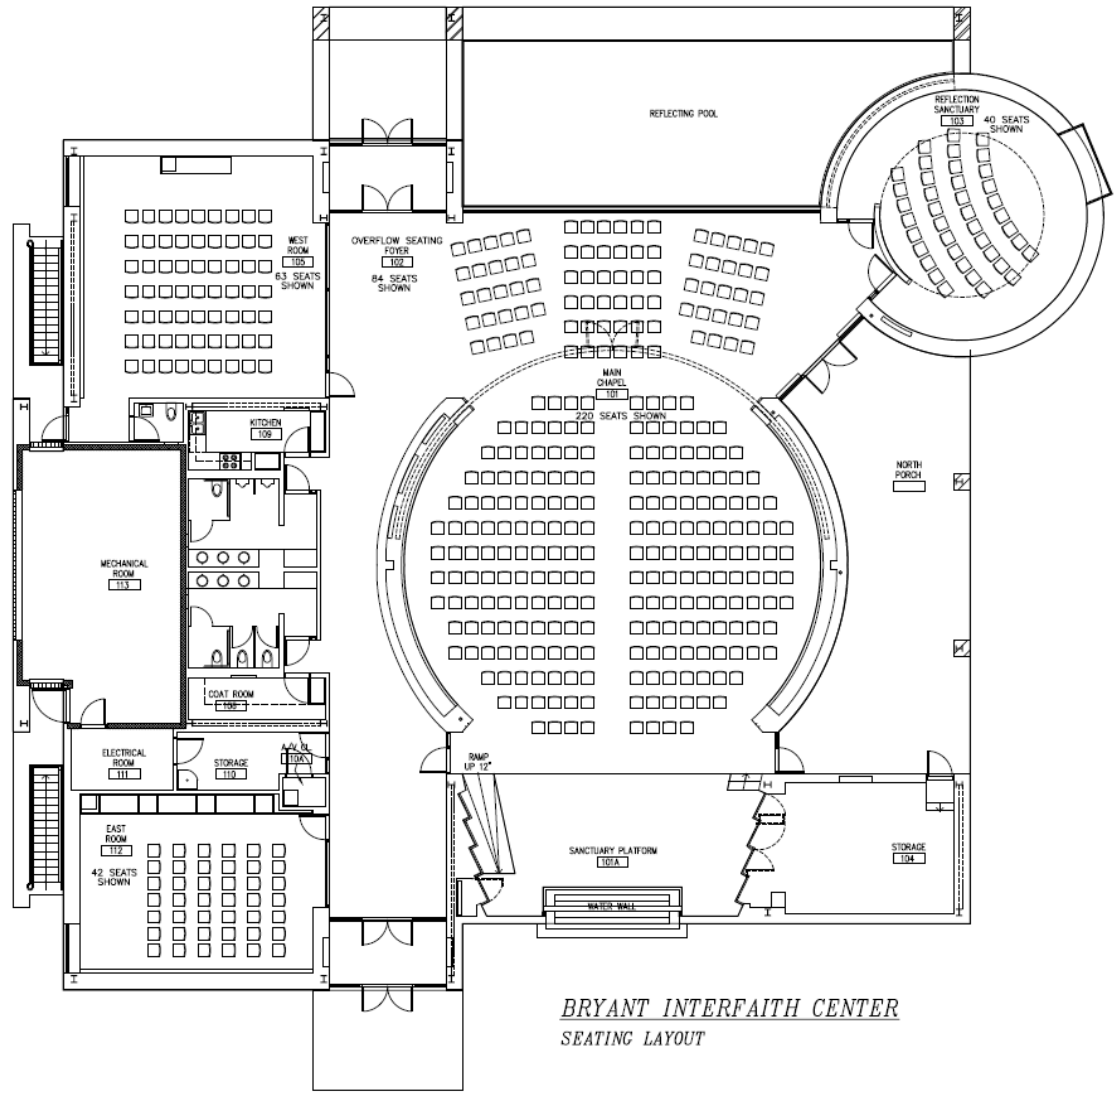 REFLECTING POOL
REFLECTION
SANCTUARY
103
40 SEATS
SHOWN
WEST
ROOM
105
63 SEATS
SHOWN
OVERFLOW SEATING
FOYER
102
84 SEATS
SHOWN
MAIN
CHAPEL
101
220 SEATS SHOWN
KITCHEN
109
NORTH
PORCH
MECHANICAL
ROOM
113
COAT ROOM
108
ELECTRICAL
ROOM
111
STORAGE
110
A/V CL.
RAMP
UP 12"
EAST
ROOM
112
42 SEATS
SHOWN
SANCTUARY PLATFORM
101A
STORAGE
104
WATER WALL
BRYANT INTERFAITH CENTER
SEATING LAYOUT